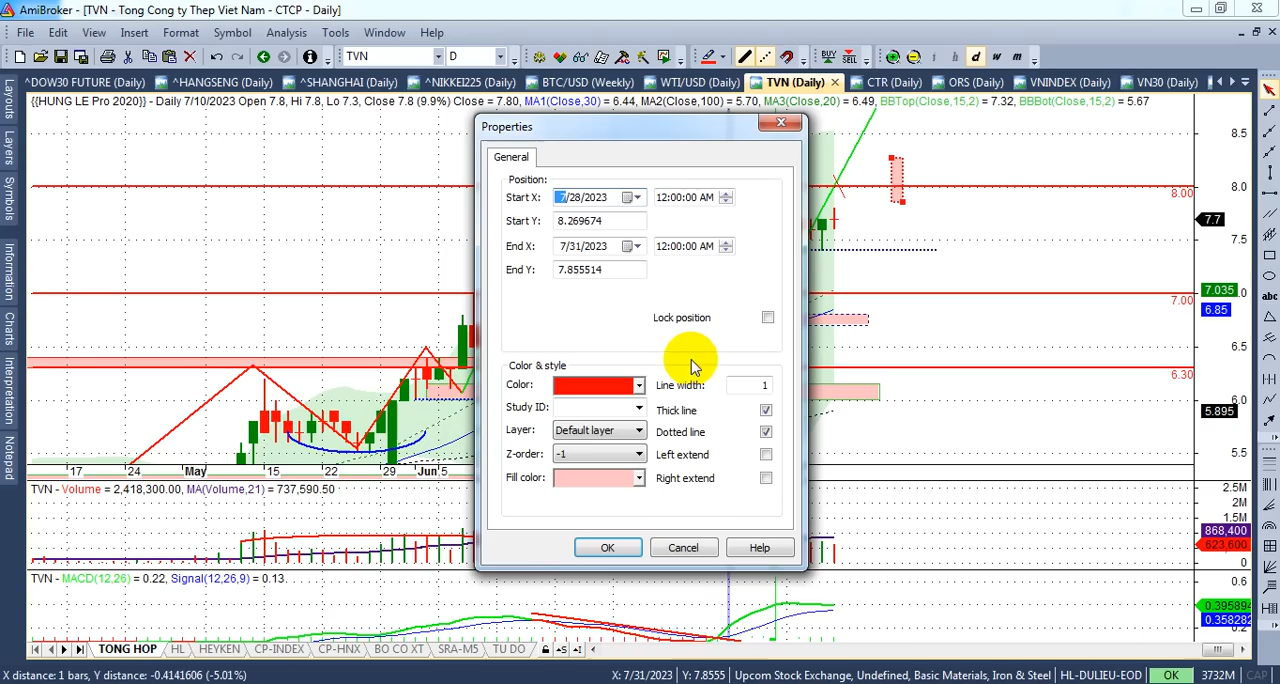 AmiBroker - [TVN - Tong Cong ty Thep Viet Nam - CTCP - Daily]
File Edit View Insert Format Symbol Analysis Tools Window Help
TVN D BUY SELL i h d w m
^DOW30 FUTURE (Daily) ^HANGSENG (Daily) ^SHANGHAI (Daily) ^NIKKEI225 (Daily) BTC/USD (Weekly) WTI/USD (Daily) TVN (Daily) CTR (Daily) ORS (Daily) VNINDEX (Daily) VN30 (Daily)
{{HUNG LE Pro 2020}} - Daily 7/10/2023 Open 7.8, Hi 7.8, Lo 7.3, Close 7.8 (9.9%) Close = 7.80, MA1(Close,30) = 6.44, MA2(Close,100) = 5.70, MA3(Close,20) = 6.49, BBTop(Close,15,2) = 7.32, BBBot(Close,15,2) = 5.67
Layouts
Layers
Symbols
Information
Charts
Interpretation
Notepad
Properties
General
Position:
Start X: 7/28/2023 12:00:00 AM
Start Y: 8.269674
End X: 7/31/2023 12:00:00 AM
End Y: 7.855514
Lock position
Color & style
Color: Line width: 1
Study ID: Thick line
Layer: Default layer Dotted line
Z-order: -1 Left extend
Fill color: Right extend
OK Cancel Help
8.5
8.0
8.00
7.7
7.5
7.035
7.00
6.85
6.5
6.30
6.0
5.895
5.5
abc
17 24 May 15 22 29 Jun 5
TVN - Volume = 2,418,300.00, MA(Volume,21) = 737,590.50
2.5M
2M
1.5M
868,400
623,600
0
TVN - MACD(12,26) = 0.22, Signal(12,26,9) = 0.13
0.6
0.395894
0.358282
0.2
TONG HOP HL HEYKEN CP-INDEX CP-HNX BO CO XT SRA-M5 TU DO
X distance: 1 bars, Y distance: -0.4141606 (-5.01%) X: 7/31/2023 Y: 7.8555 Upcom Stock Exchange, Undefined, Basic Materials, Iron & Steel HL-DULIEU-EOD OK 3732M CAP